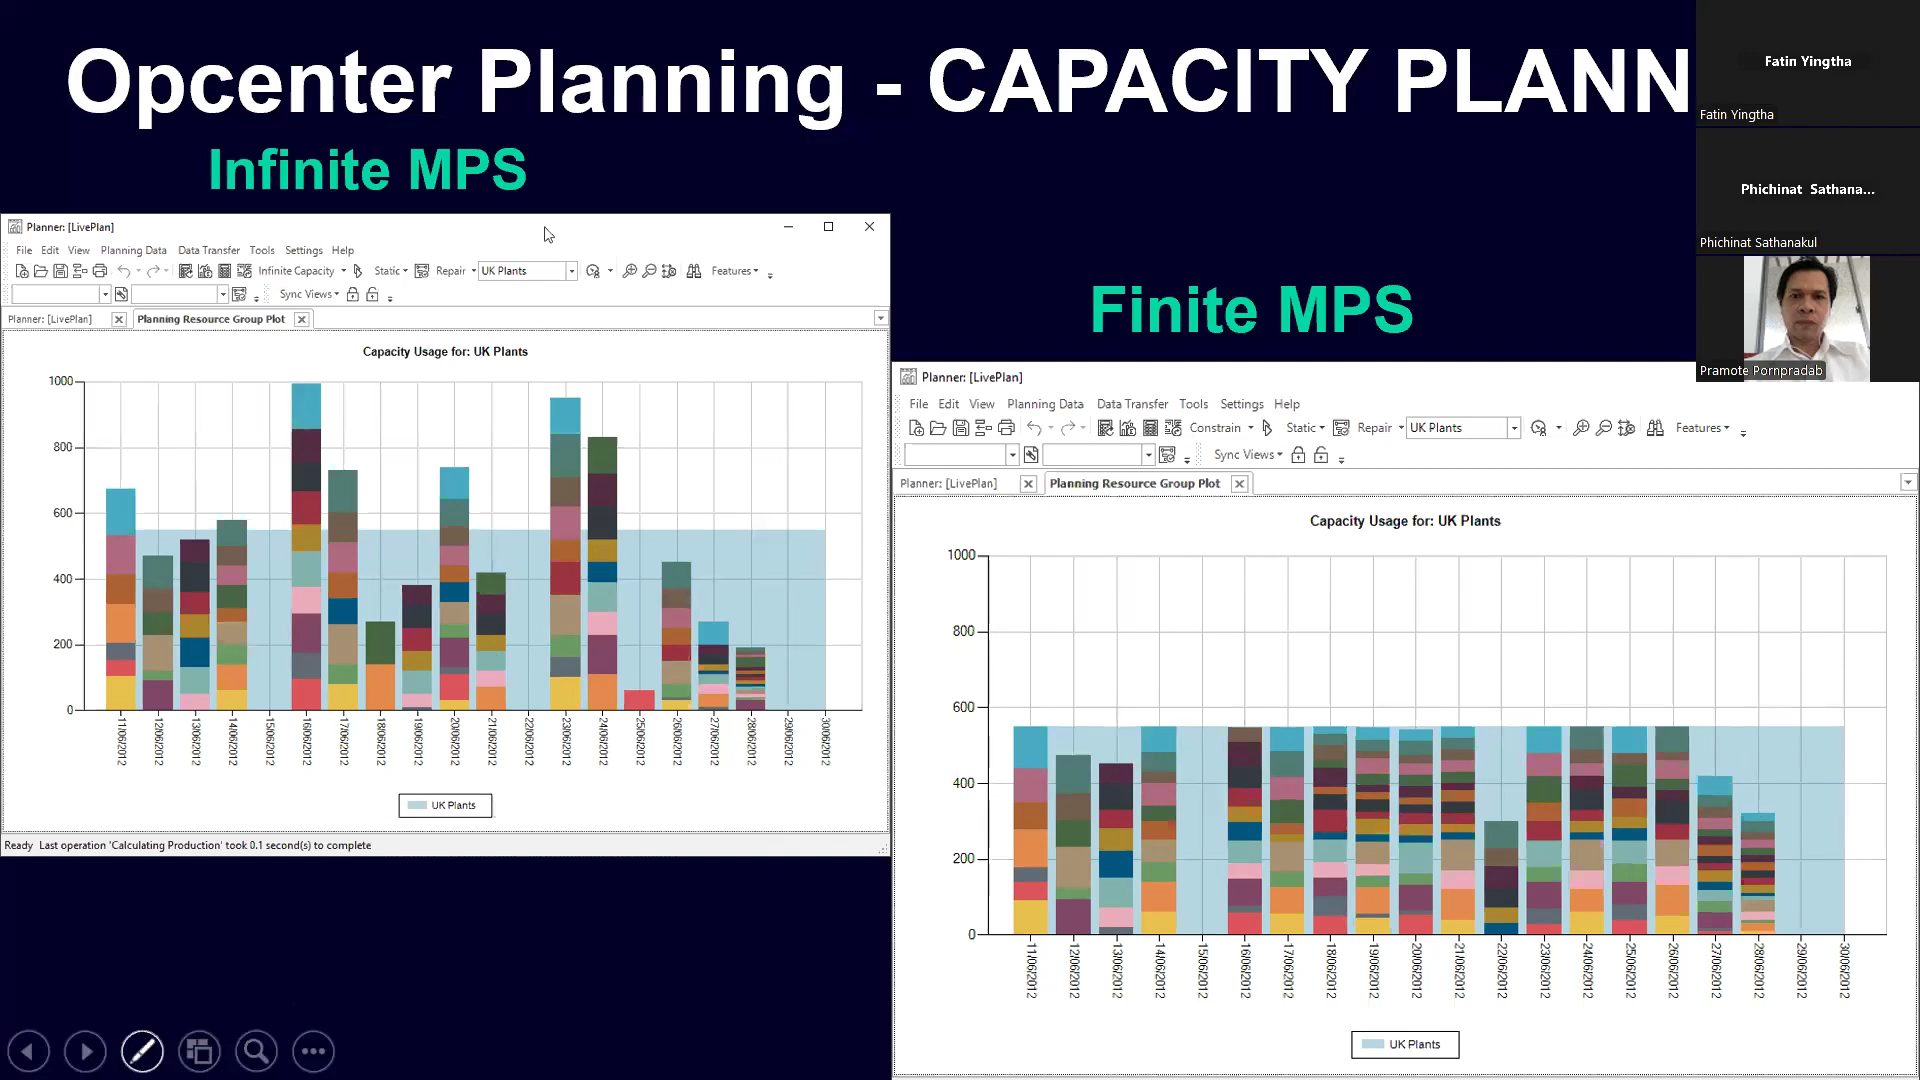 Opcenter Planning - CAPACITY PLANN
Infinite MPS
Planner: [LivePlan]
File Edit View Planning Data Data Transfer Tools Settings Help
Infinite Capacity Static Repair UK Plants Features
Sync Views
Planner: [LivePlan] Planning Resource Group Plot
Capacity Usage for: UK Plants
1000
800
600
400
200
0
11/06/2012 12/06/2012 13/06/2012 14/06/2012 15/06/2012 16/06/2012 17/06/2012 18/06/2012 19/06/2012 20/06/2012 21/06/2012 22/06/2012 23/06/2012 24/06/2012 25/06/2012 26/06/2012 27/06/2012 28/06/2012 29/06/2012 30/06/2012
UK Plants
Ready Last operation 'Calculating Production' took 0.1 second(s) to complete
Finite MPS
Planner: [LivePlan]
File Edit View Planning Data Data Transfer Tools Settings Help
Constrain Static Repair UK Plants Features
Sync Views
Planner: [LivePlan] Planning Resource Group Plot
Capacity Usage for: UK Plants
1000
800
600
400
200
0
11/06/2012 12/06/2012 13/06/2012 14/06/2012 15/06/2012 16/06/2012 17/06/2012 18/06/2012 19/06/2012 20/06/2012 21/06/2012 22/06/2012 23/06/2012 24/06/2012 25/06/2012 26/06/2012 27/06/2012 28/06/2012 29/06/2012 30/06/2012
UK Plants
Fatin Yingtha
Fatin Yingtha
Phichinat Sathana...
Phichinat Sathanakul
Pramote Pornpradab